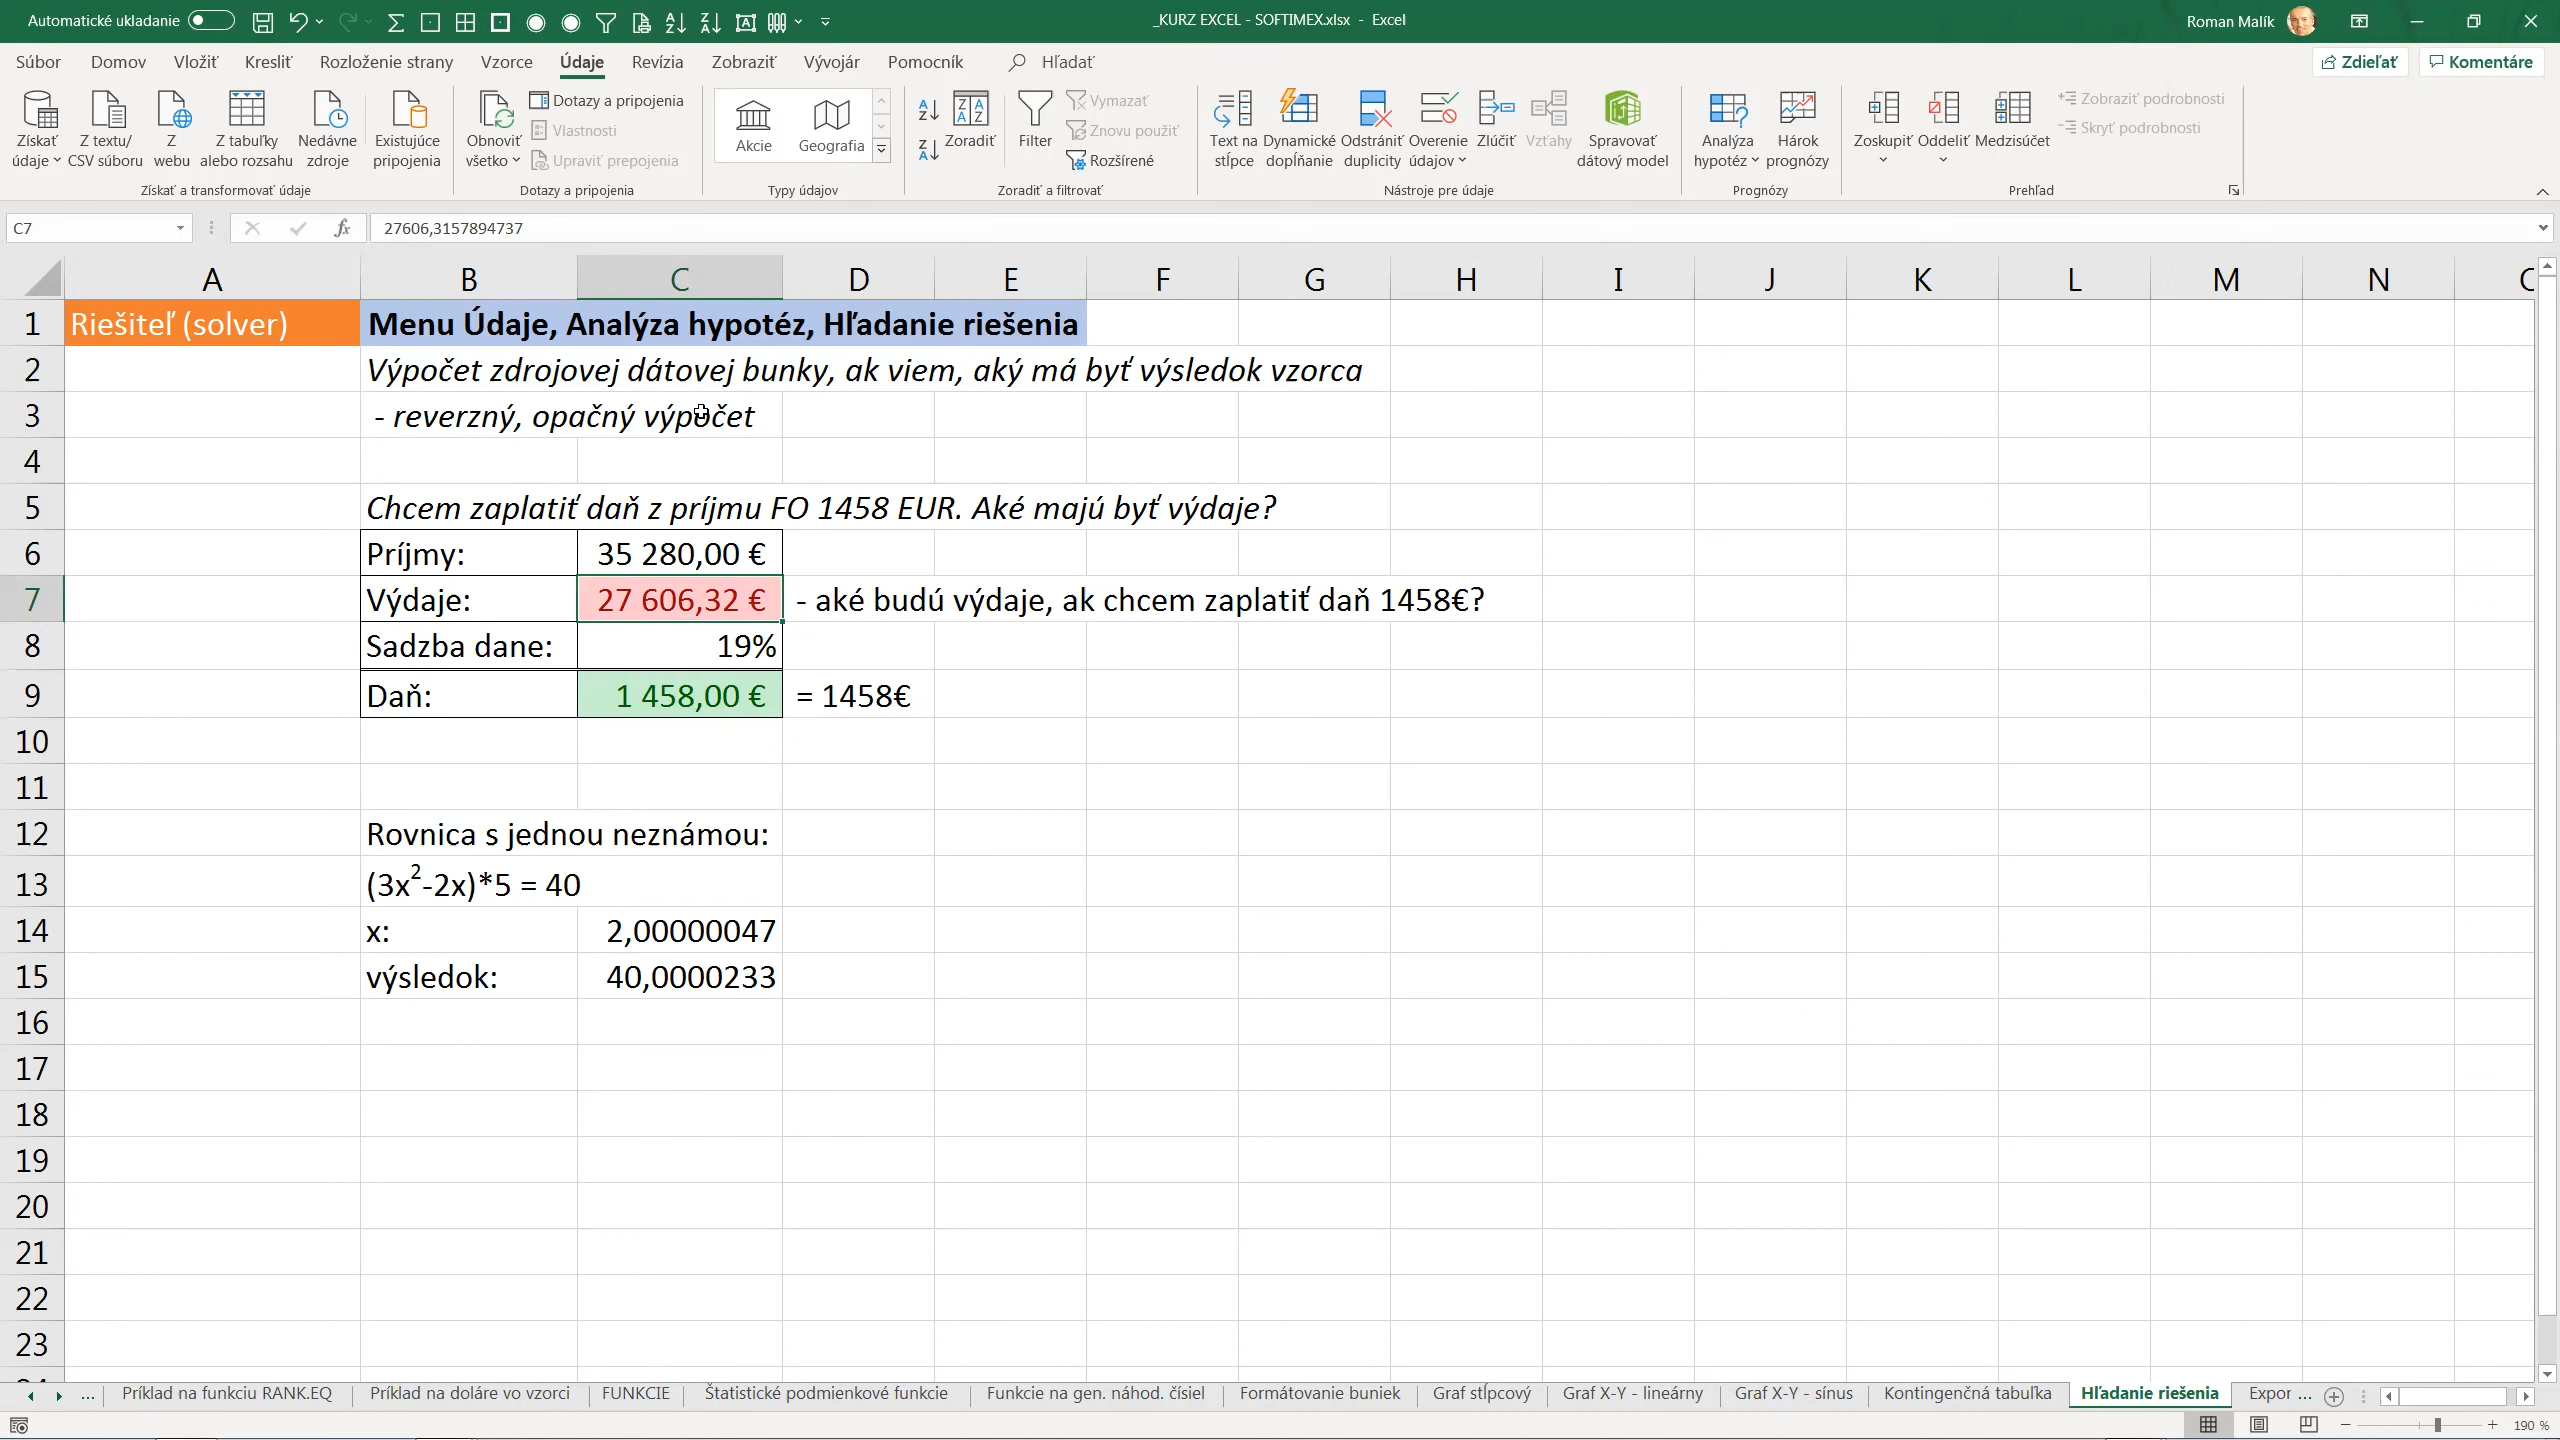 Automatické ukladanie
_KURZ EXCEL - SOFTIMEX.xlsx - Excel
Roman Malík
Súbor Domov Vložiť Kresliť Rozloženie strany Vzorce Údaje Revízia Zobraziť Vývojár Pomocník Hľadať
Zdieľať Komentáre
Získať údaje
Z textu/ CSV súboru
Z webu
Z tabuľky alebo rozsahu
Nedávne zdroje
Existujúce pripojenia
Získať a transformovať údaje
Obnoviť všetko
Dotazy a pripojenia
Vlastnosti
Upraviť prepojenia
Dotazy a pripojenia
Akcie
Geografia
Typy údajov
Zoradiť
Filter
Vymazať
Znovu použiť
Rozšírené
Zoradiť a filtrovať
Text na stĺpce
Dynamické dopĺňanie
Odstrániť duplicity
Overenie údajov
Zlúčiť
Vzťahy
Spravovať dátový model
Nástroje pre údaje
Analýza hypotéz
Hárok prognózy
Prognózy
Zoskupiť
Oddeliť
Medzisúčet
Zobraziť podrobnosti
Skryť podrobnosti
Prehľad
C7
fx
27606,3157894737
A B C D E F G H I J K L M N
1 Riešiteľ (solver) Menu Údaje, Analýza hypotéz, Hľadanie riešenia
2 Výpočet zdrojovej dátovej bunky, ak viem, aký má byť výsledok vzorca
3 - reverzný, opačný výpočet
4
5 Chcem zaplatiť daň z príjmu FO 1458 EUR. Aké majú byť výdaje?
6 Príjmy: 35 280,00 €
7 Výdaje: 27 606,32 € - aké budú výdaje, ak chcem zaplatiť daň 1458€?
8 Sadzba dane: 19%
9 Daň: 1 458,00 € = 1458€
10
11
12 Rovnica s jednou neznámou:
13 (3x²-2x)*5 = 40
14 x: 2,00000047
15 výsledok: 40,0000233
16
17
18
19
20
21
22
23
... Príklad na funkciu RANK.EQ Príklad na doláre vo vzorci FUNKCIE Štatistické podmienkové funkcie Funkcie na gen. náhod. čísiel Formátovanie buniek Graf stĺpcový Graf X-Y - lineárny Graf X-Y - sínus Kontingenčná tabuľka Hľadanie riešenia Expor ...
190 %